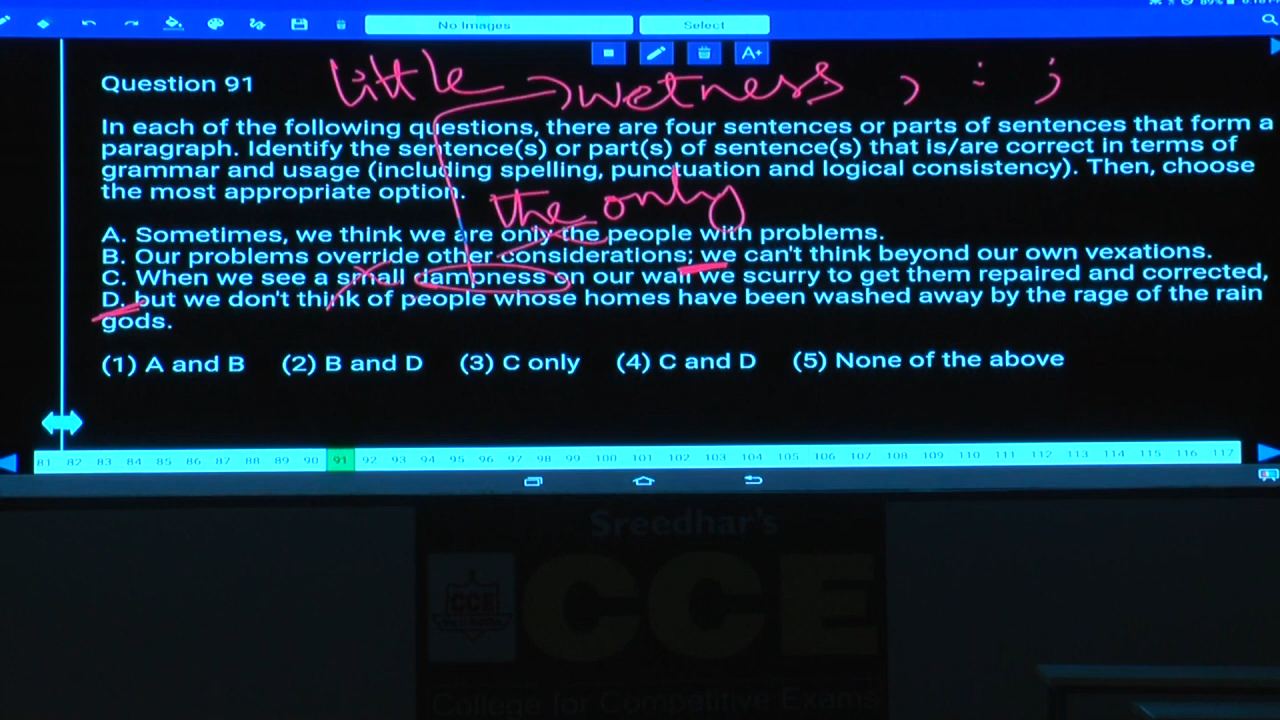 No Images
Select
A+
little wetness , : ;
Question 91
In each of the following questions, there are four sentences or parts of sentences that form a
paragraph. Identify the sentence(s) or part(s) of sentence(s) that is/are correct in terms of
grammar and usage (including spelling, punctuation and logical consistency). Then, choose
the most appropriate option.
the only
A. Sometimes, we think we are only the people with problems.
B. Our problems override other considerations; we can't think beyond our own vexations.
C. When we see a small dampness on our wall we scurry to get them repaired and corrected,
D. but we don't think of people whose homes have been washed away by the rage of the rain
gods.
(1) A and B (2) B and D (3) C only (4) C and D (5) None of the above
81 82 83 84 85 86 87 88 89 90 91 92 93 94 95 96 97 98 99 100 101 102 103 104 105 106 107 108 109 110 111 112 113 114 115 116 117
Sreedhar's
CCE
CCE
College for Competitive Exams